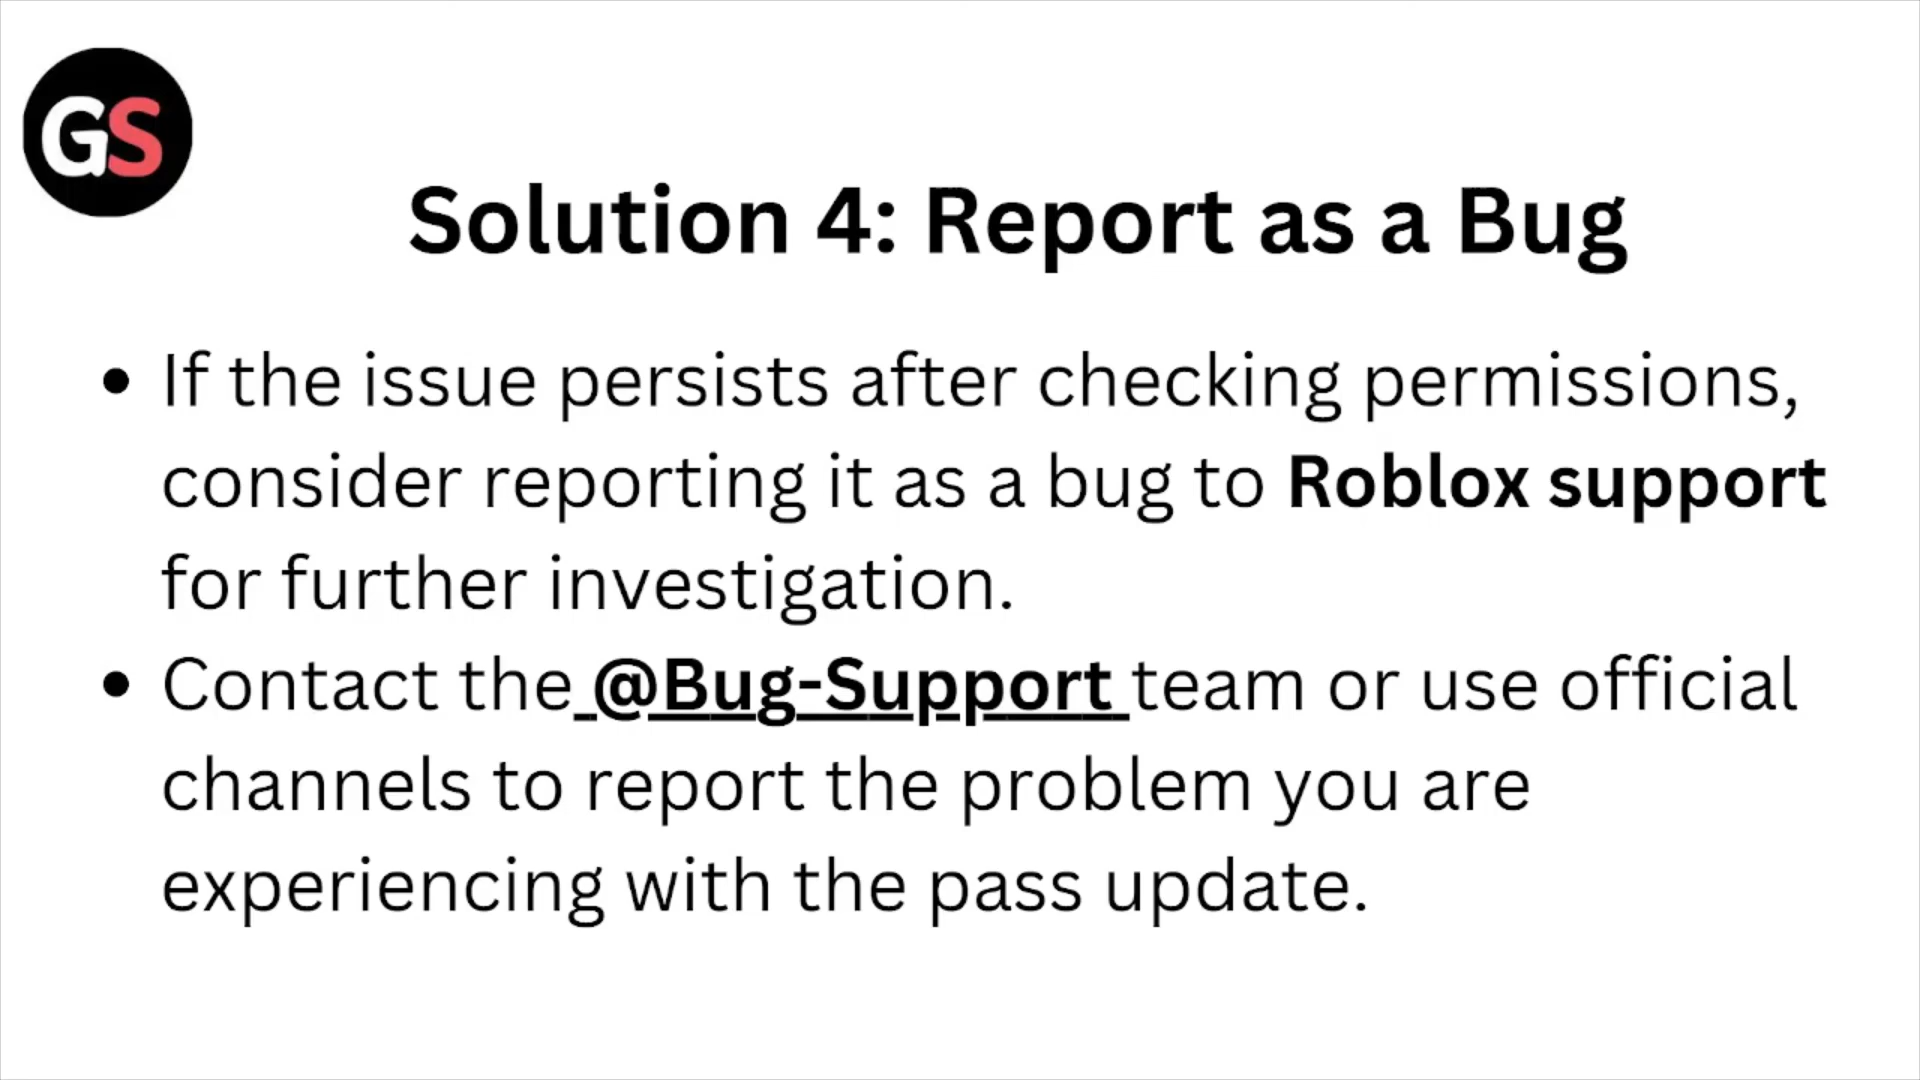 GS
Solution 4: Report as a Bug
• If the issue persists after checking permissions,
consider reporting it as a bug to Roblox support
for further investigation.
• Contact the @Bug-Support team or use official
channels to report the problem you are
experiencing with the pass update.